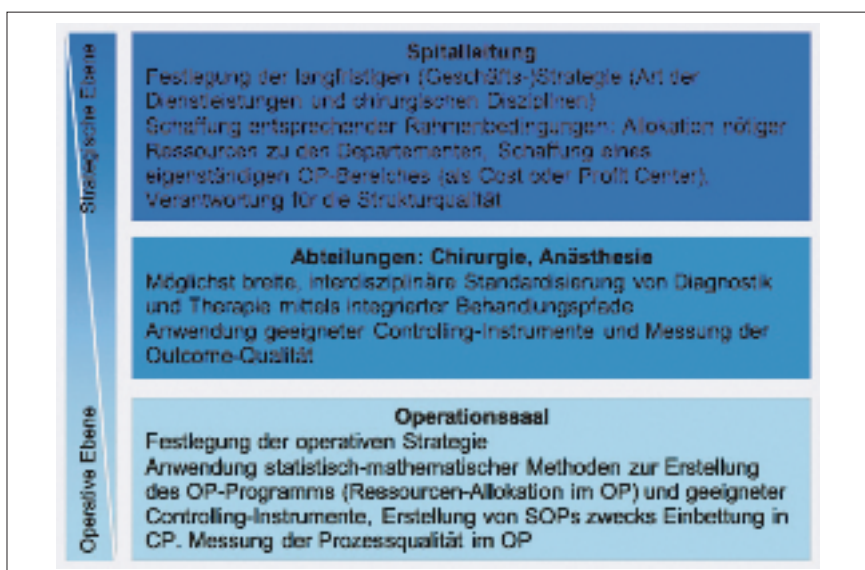 Strategische Ebene
Spitalleitung
Festlegung der langfristigen (Geschäfts-)Strategie (Art der
Dienstleistungen und chirurgischen Disziplinen)
Schaffung entsprechender Rahmenbedingungen: Allokation nötiger
Ressources zu den Departementen, Schaffung eines
eigenständigen OP-Bereiches (als Cost oder Profit Center),
Verantwortung für die Strukturqualität
Abteilungen: Chirurgie, Anästhesie
Möglichst breite, interdisziplinäre Standardisierung von Diagnostik
und Therapie mittels integrierter Behandlungspfade
Anwendung geeigneter Controlling-Instrumente und Messung der
Outcome-Qualität
Operative Ebene
Operationssaal
Festlegung der operativen Strategie
Anwendung statistisch-mathematischer Methoden zur Erstellung
des OP-Programms (Ressourcen-Allokation im OP) und geeigneter
Controlling-Instrumente, Erstellung von SOPs zwecks Einbettung in
CP. Messung der Prozessqualität im OP